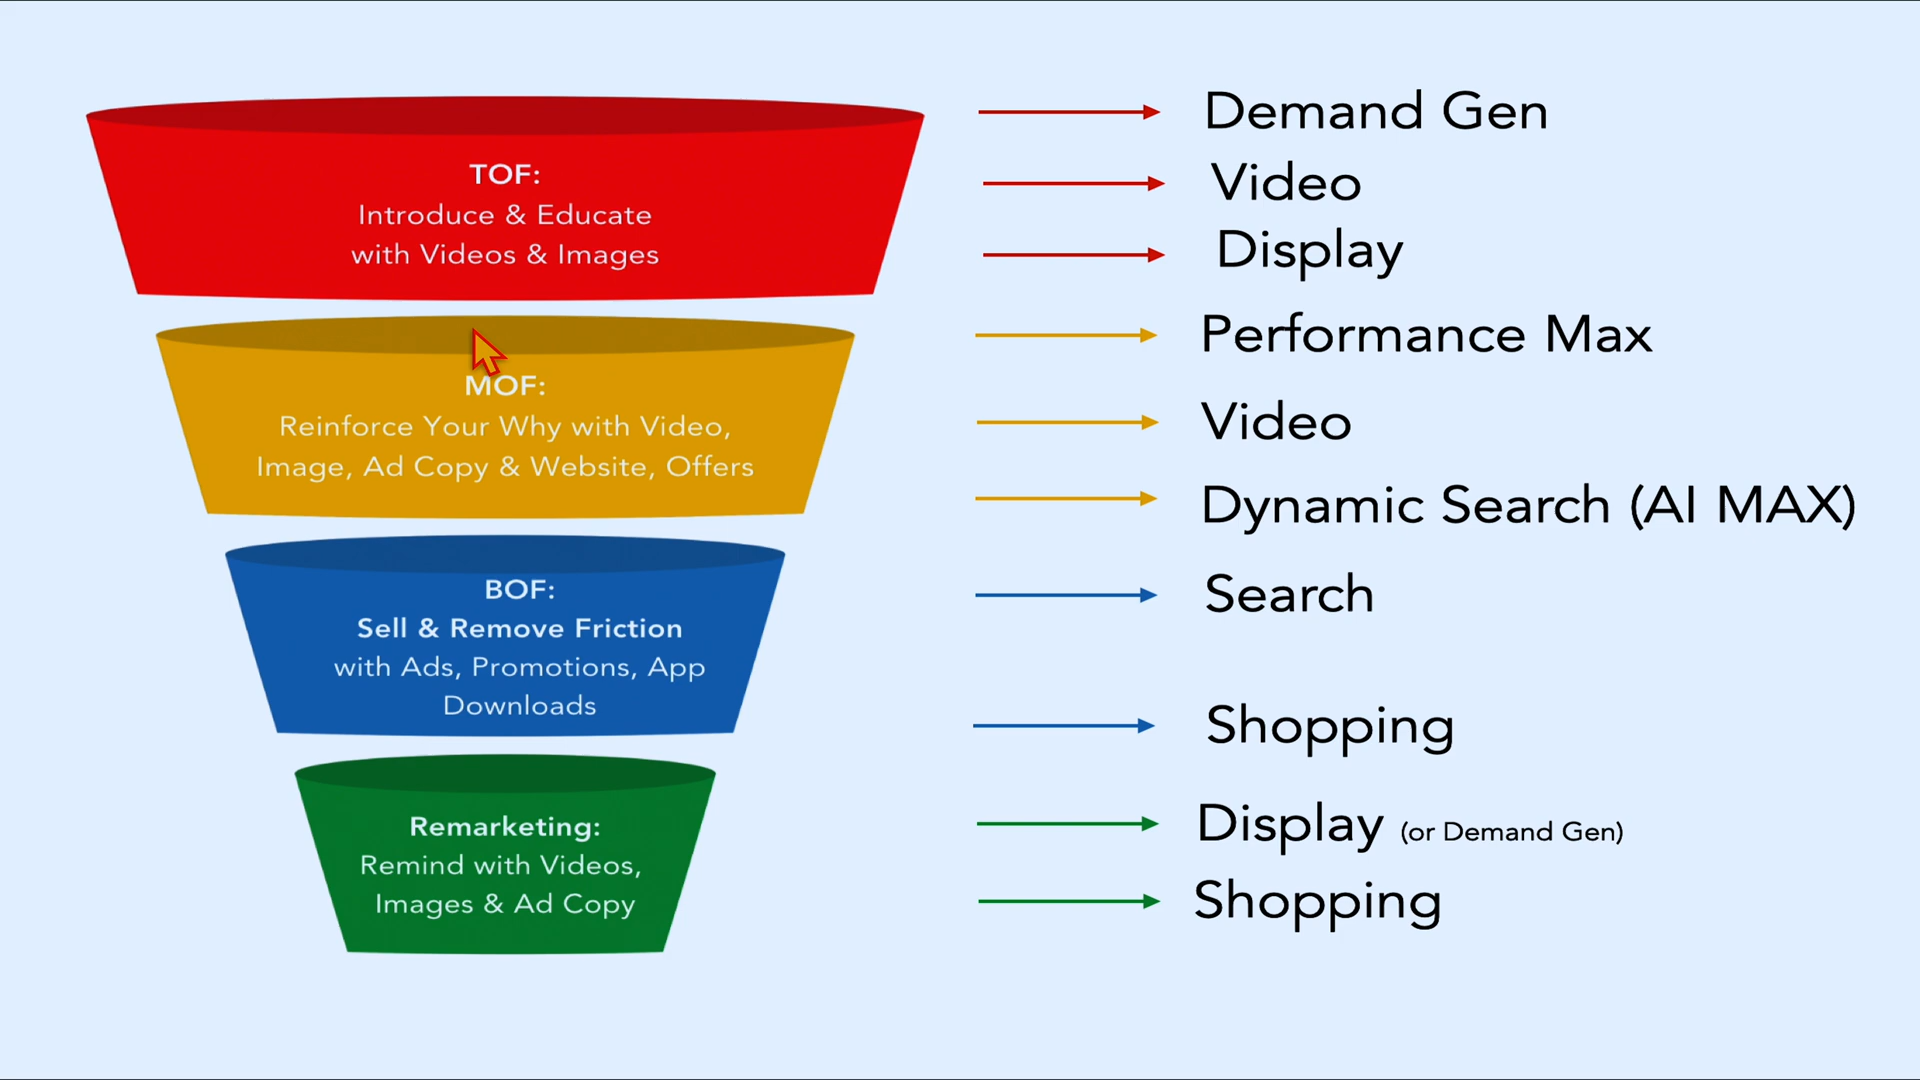 TOF:
Introduce & Educate
with Videos & Images
Demand Gen
Video
Display
MOF:
Reinforce Your Why with Video,
Image, Ad Copy & Website, Offers
Performance Max
Video
Dynamic Search (AI MAX)
BOF:
Sell & Remove Friction
with Ads, Promotions, App
Downloads
Search
Shopping
Remarketing:
Remind with Videos,
Images & Ad Copy
Display (or Demand Gen)
Shopping